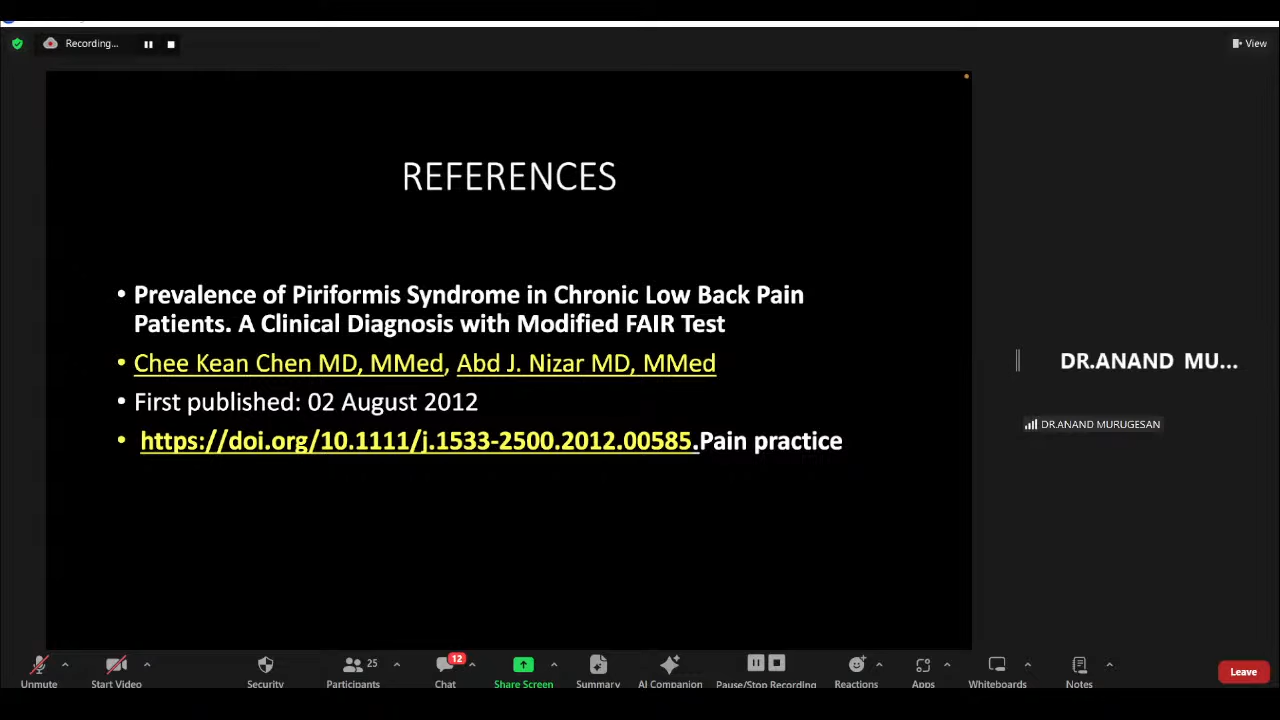 Recording...
View
REFERENCES
• Prevalence of Piriformis Syndrome in Chronic Low Back Pain
Patients. A Clinical Diagnosis with Modified FAIR Test
• Chee Kean Chen MD, MMed, Abd J. Nizar MD, MMed
• First published: 02 August 2012
• https://doi.org/10.1111/j.1533-2500.2012.00585.Pain practice
DR.ANAND MU...
DR.ANAND MURUGESAN
25
12
Unmute
Start Video
Security
Participants
Chat
Share Screen
Summary
AI Companion
Pause/Stop Recording
Reactions
Apps
Whiteboards
Notes
Leave